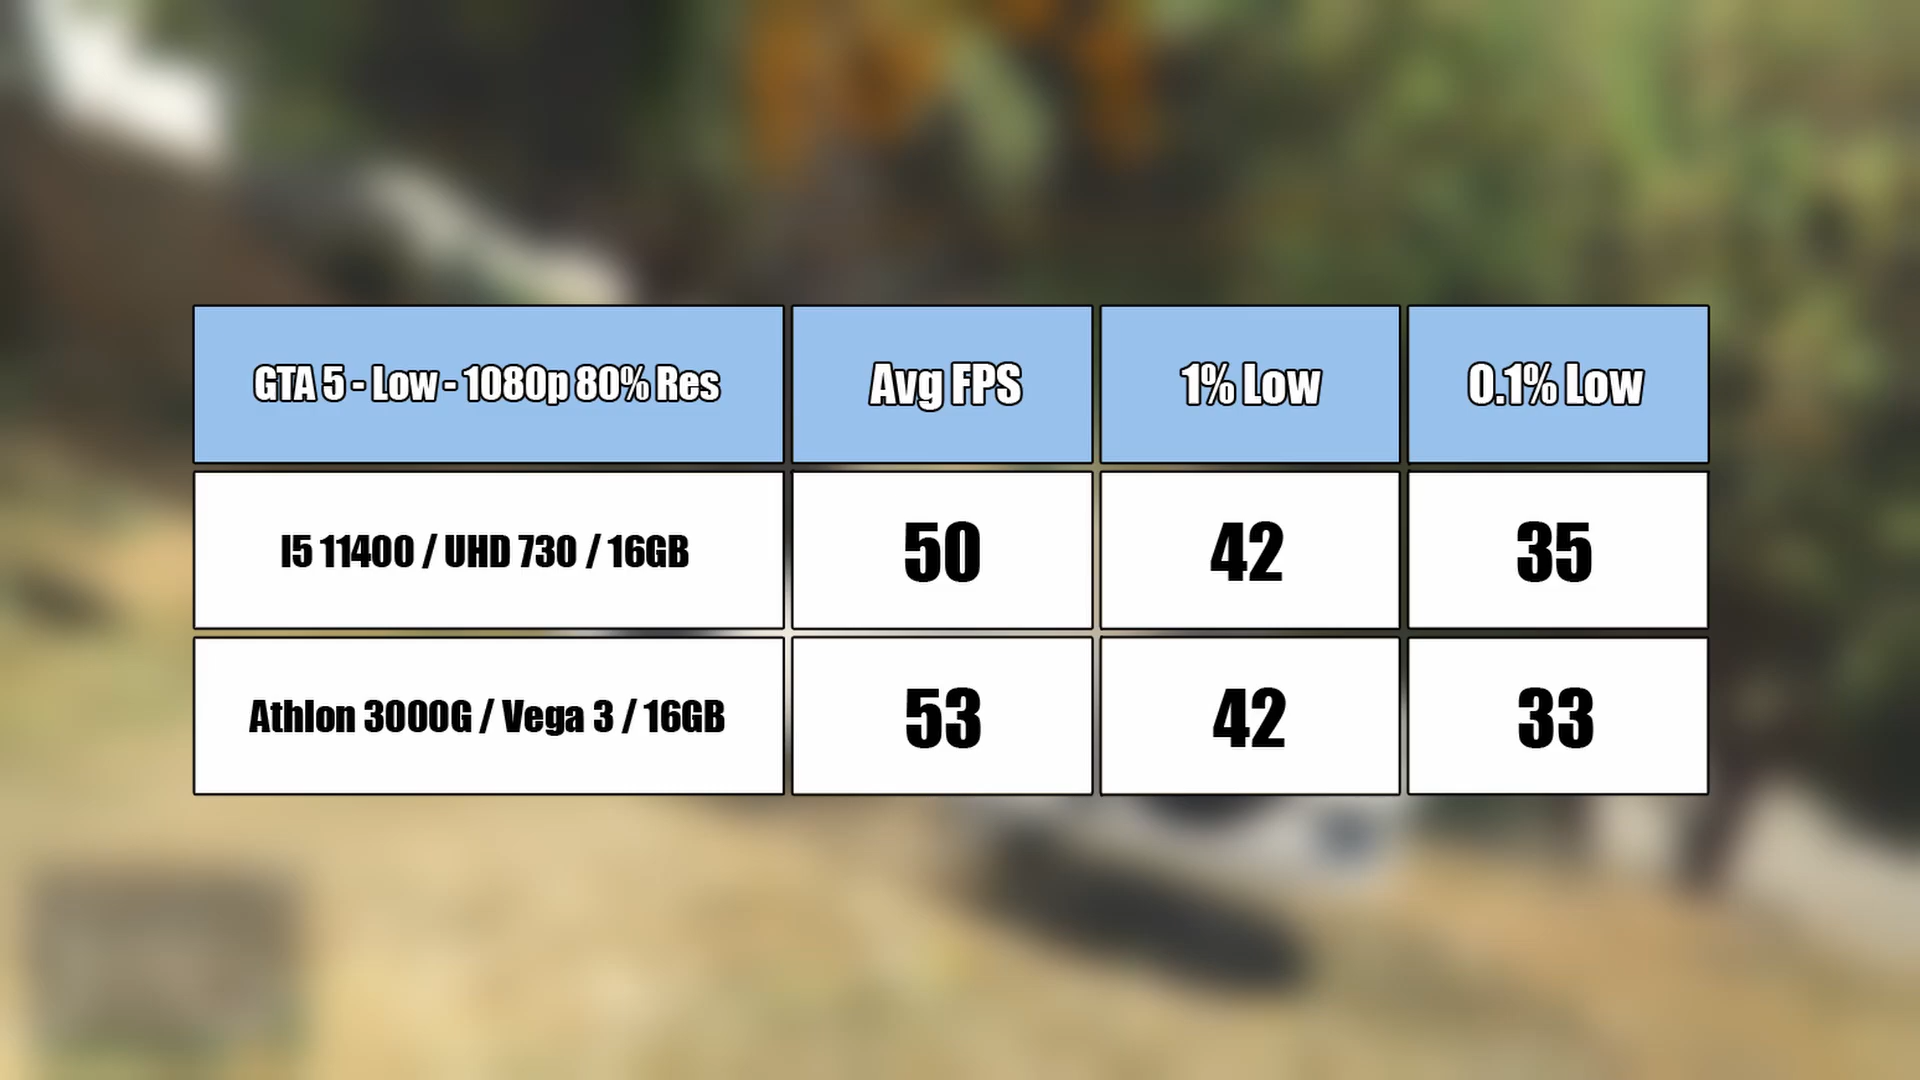 GTA 5 - Low - 1080p 80% Res
Avg FPS
1% Low
0.1% Low
I5 11400 / UHD 730 / 16GB
50
42
35
Athlon 3000G / Vega 3 / 16GB
53
42
33